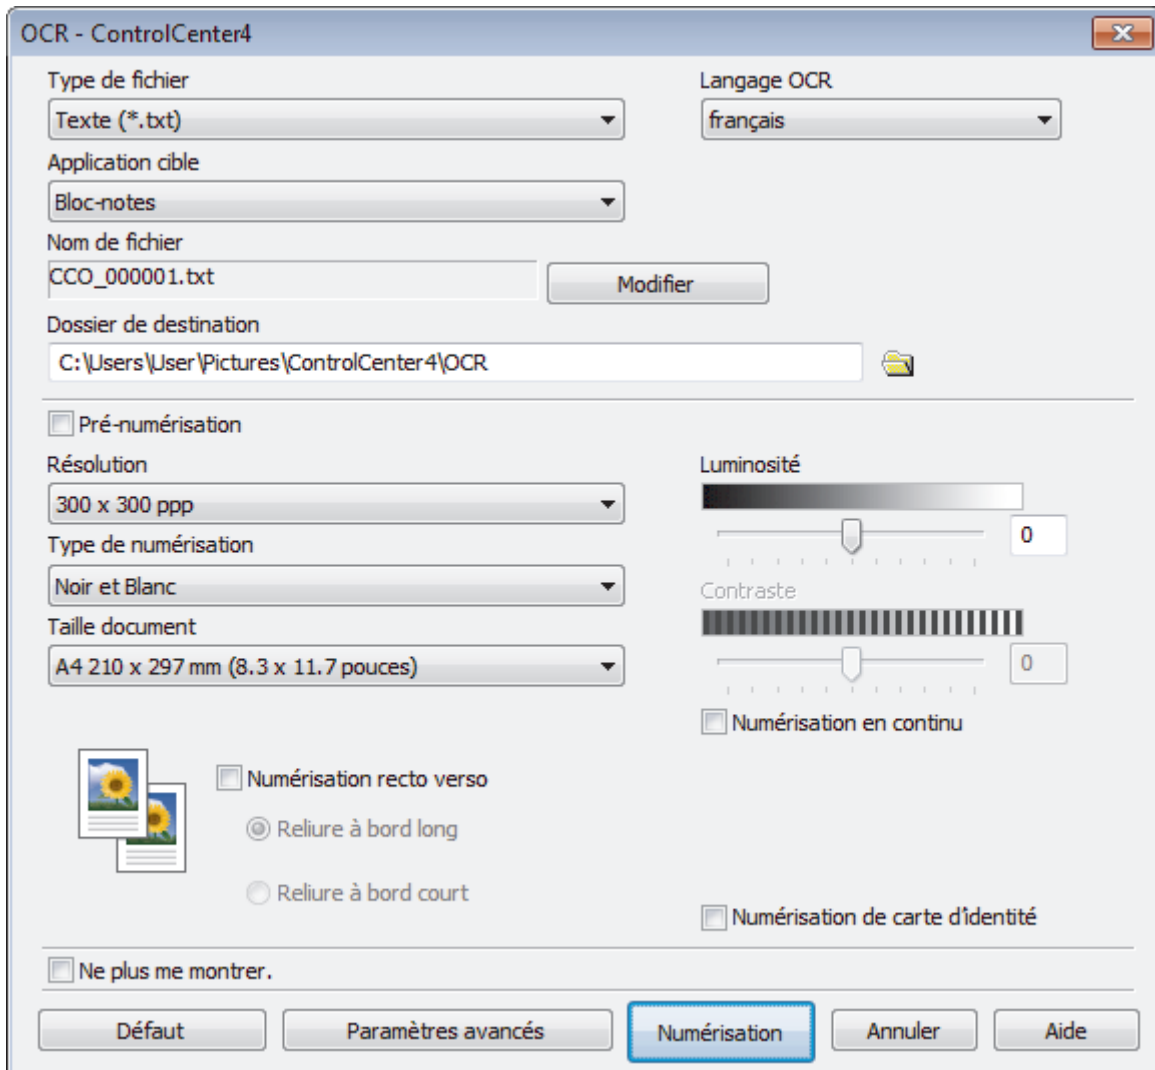 OCR - ControlCenter4
Type de fichier
Langage OCR
Texte (*.txt)
français
Application cible
Bloc-notes
Nom de fichier
CCO_000001.txt
Modifier
Dossier de destination
C:\Users\User\Pictures\ControlCenter4\OCR
Pré-numérisation
Résolution
Luminosité
300 x 300 ppp
0
Type de numérisation
Noir et Blanc
Contraste
Taille document
A4 210 x 297 mm (8.3 x 11.7 pouces)
0
Numérisation en continu
Numérisation recto verso
Reliure à bord long
Reliure à bord court
Numérisation de carte d'identité
Ne plus me montrer.
Défaut
Paramètres avancés
Numérisation
Annuler
Aide